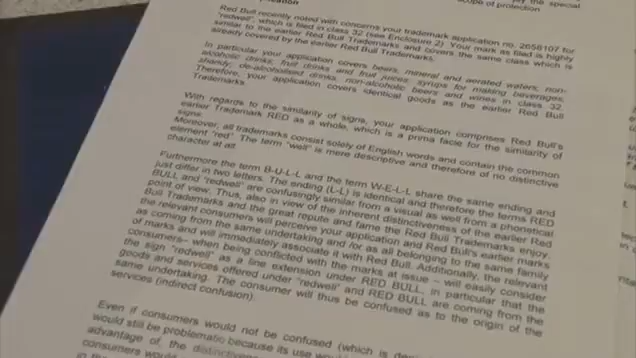 scope of protection
Red Bull recently noted with concerns your trademark application no. 2658107 for
"redwell", which is filed in class 32 (see Enclosure 2). Your mark as filed is highly
similar to the earlier Red Bull Trademarks and covers the same class which is
already covered by the earlier Red Bull Trademarks.
In particular your application covers beers; mineral and aerated waters; non-
alcoholic drinks; fruit drinks and fruit juices; syrups for making beverages;
shandy, de-alcoholised drinks, non-alcoholic beers and wines in class 32.
Therefore, your application covers identical goods as the earlier Red Bull
Trademarks.
With regards to the similarity of signs, your application comprises Red Bull's
earlier Trademark RED as a whole, which is a prima facie for the similarity of
signs.
Moreover, all trademarks consist solely of English words and contain the common
element "red". The term "well" is mere descriptive and therefore of no distinctive
character at all.
Furthermore the term B-U-L-L and the term W-E-L-L share the same ending and
just differ in two letters. The ending (L-L) is identical and therefore the terms RED
BULL and "redwell" are confusingly similar from a visual as well from a phonetical
point of view. Thus, also in view of the inherent distinctiveness of the earlier Red
Bull Trademarks and the great repute and fame the Red Bull Trademarks enjoy,
the relevant consumers will perceive your application and Red Bull's earlier marks
as coming from the same undertaking and/or as all belonging to the same family
of marks and will immediately associate it with Red Bull. Additionally, the relevant
consumers– when being conflicted with the marks at issue – will easily consider
the sign "redwell" as a line extension under RED BULL, in particular that the
goods and services offered under "redwell" and RED BULL are coming from the
same undertaking. The consumer will thus be confused as to the origin of the
services (indirect confusion).
Even if consumers would not be confused (which is
would still be problematic because its use
advantage of, the
consumers